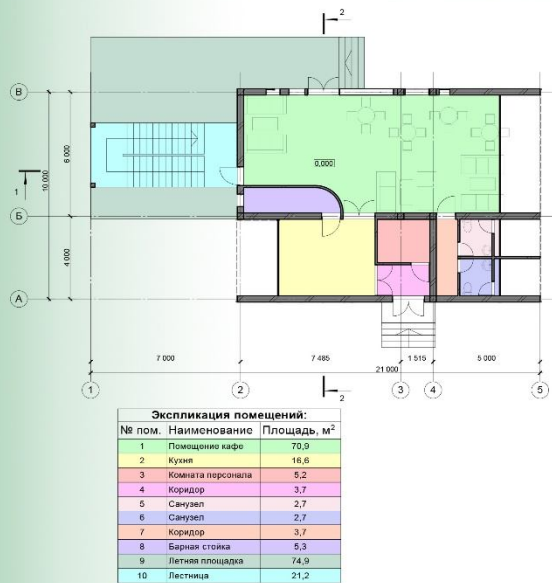 2
В
Б
А
6 000
10 000
4 000
1
0,000
7 000
7 485
1 515
5 000
21 000
1
2
3
4
5
2
Экспликация помещений:
№ пом. Наименование Площадь, м²
1 Помещение кафе 70,9
2 Кухня 16,6
3 Комната персонала 5,2
4 Коридор 3,7
5 Санузел 2,7
6 Санузел 2,7
7 Коридор 3,7
8 Барная стойка 5,3
9 Летняя площадка 74,9
10 Лестница 21,2